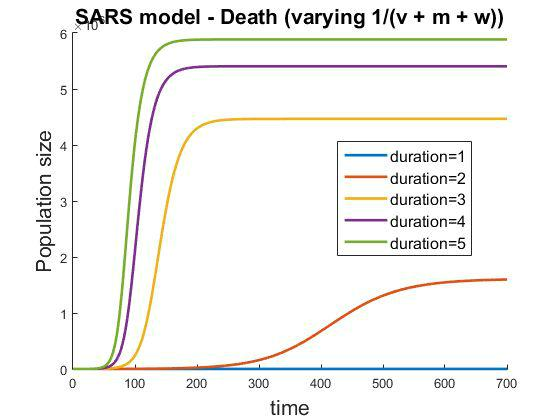 SARS model - Death (varying 1/(v + m + w))
6
5
Population size
4
3
2
1
0
duration=1
duration=2
duration=3
duration=4
duration=5
0 100 200 300 400 500 600 700
time